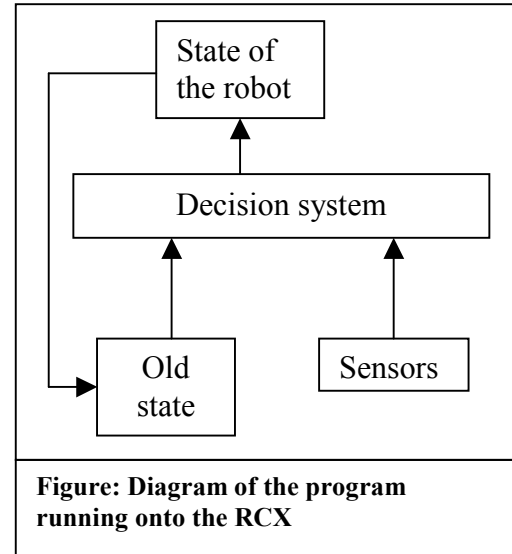 State of
the robot
Decision system
Old
state
Sensors
Figure: Diagram of the program
running onto the RCX